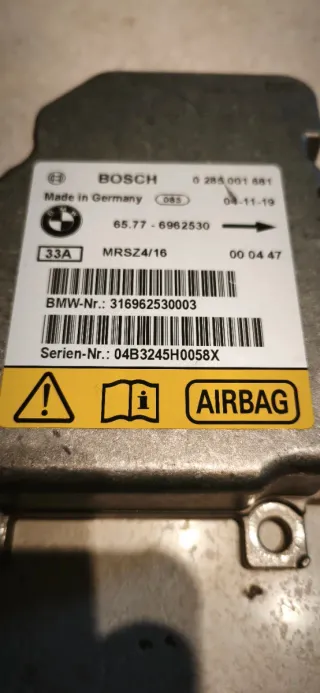 BOSCH 0 285 001 681
Made in Germany 085 04-11-19
65.77 - 6962530
33A MRSZ4/16 00 04 47
BMW-Nr.: 316962530003
Serien-Nr.: 04B3245H0058X
AIRBAG